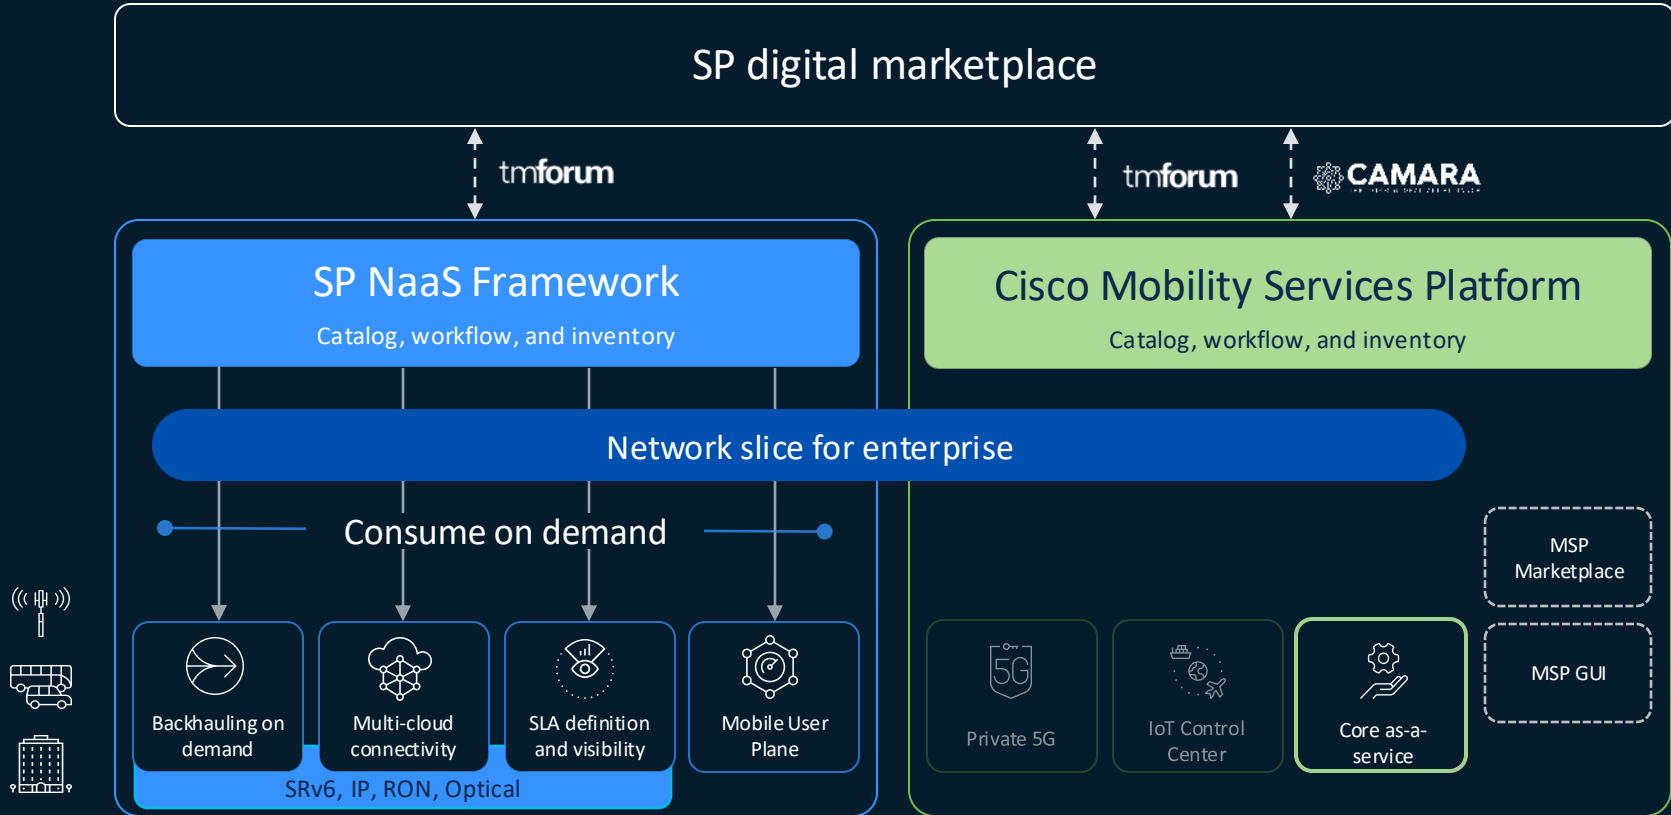 SP digital marketplace
tmforum
tmforum
CAMARA
SP NaaS Framework
Catalog, workflow, and inventory
Cisco Mobility Services Platform
Catalog, workflow, and inventory
Network slice for enterprise
Consume on demand
MSP
Marketplace
Backhauling on
demand
Multi-cloud
connectivity
SLA definition
and visibility
Mobile User
Plane
5G
Private 5G
IoT Control
Center
Core as-a-
service
MSP GUI
SRv6, IP, RON, Optical